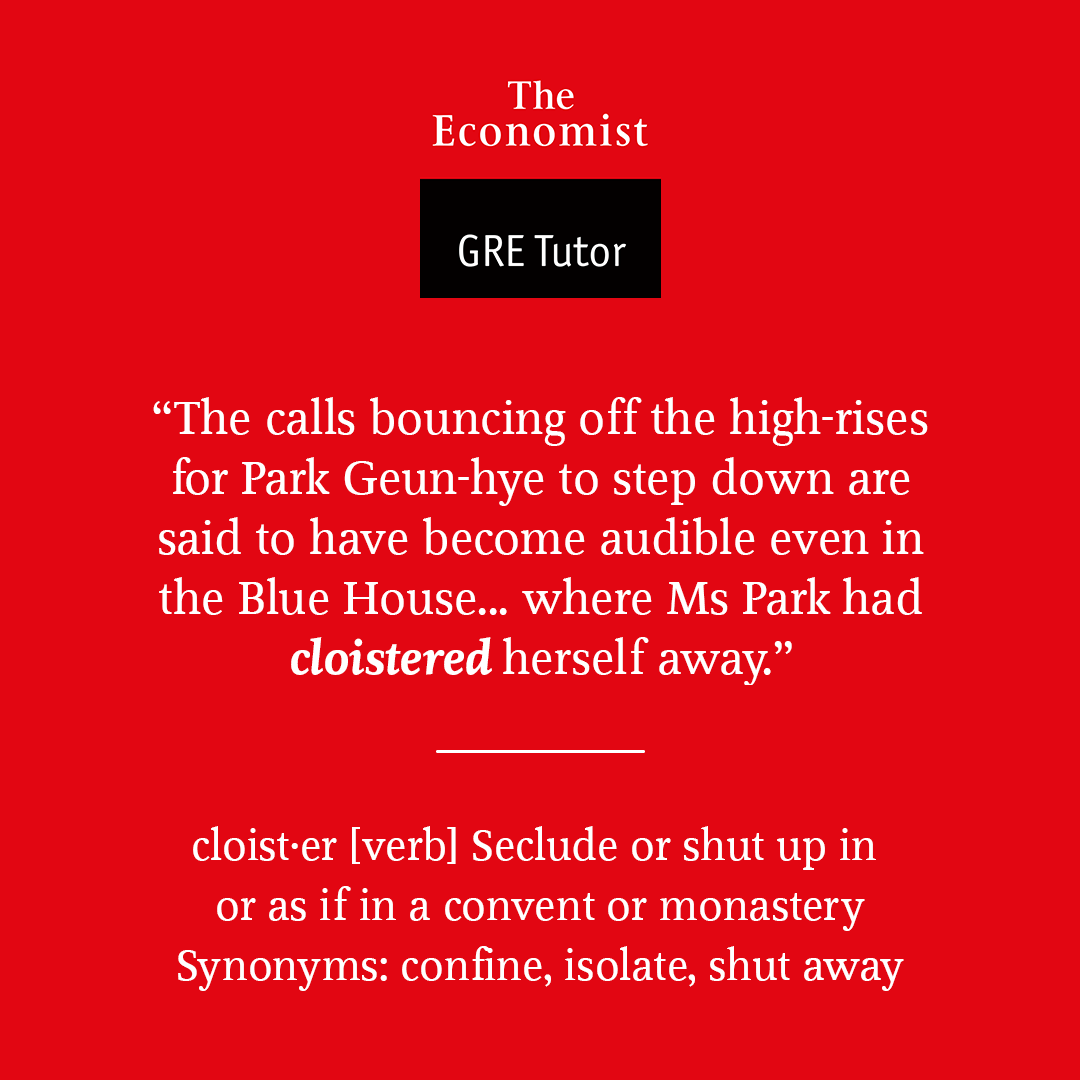 The
Economist
GRE Tutor
“The calls bouncing off the high-rises
for Park Geun-hye to step down are
said to have become audible even in
the Blue House... where Ms Park had
cloistered herself away.”
cloist·er [verb] Seclude or shut up in
or as if in a convent or monastery
Synonyms: confine, isolate, shut away